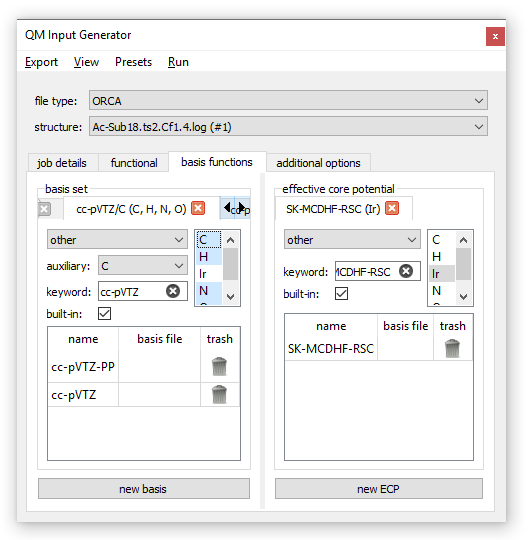 QM Input Generator
Export View Presets Run
file type: ORCA
structure: Ac-Sub18.ts2.Cf1.4.log (#1)
job details functional basis functions additional options
basis set
cc-pVTZ/C (C, H, N, O)
other
C
H
Ir
N
auxiliary: C
keyword: cc-pVTZ
built-in:
name basis file trash
cc-pVTZ-PP
cc-pVTZ
new basis
effective core potential
SK-MCDHF-RSC (Ir)
other
C
H
Ir
N
keyword: MCDHF-RSC
built-in:
name basis file trash
SK-MCDHF-RSC
new ECP